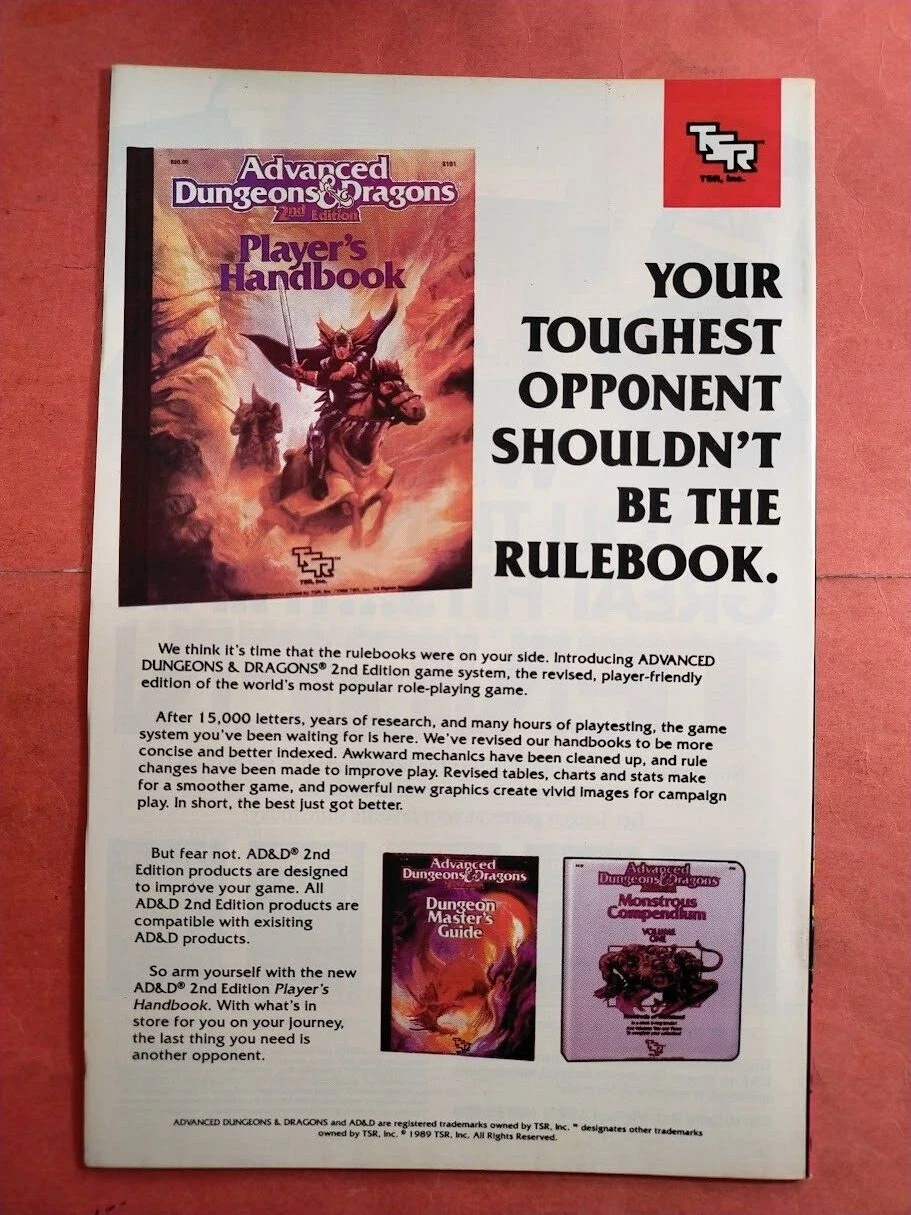 TSR
TSR, Inc.
$20.00
2101
Advanced
Dungeons & Dragons
2nd Edition
Player's
Handbook
TSR
TSR, Inc.
YOUR
TOUGHEST
OPPONENT
SHOULDN'T
BE THE
RULEBOOK.
We think it's time that the rulebooks were on your side. Introducing ADVANCED
DUNGEONS & DRAGONS® 2nd Edition game system, the revised, player-friendly
edition of the world's most popular role-playing game.
After 15,000 letters, years of research, and many hours of playtesting, the game
system you've been waiting for is here. We've revised our handbooks to be more
concise and better indexed. Awkward mechanics have been cleaned up, and rule
changes have been made to improve play. Revised tables, charts and stats make
for a smoother game, and powerful new graphics create vivid images for campaign
play. In short, the best just got better.
But fear not. AD&D® 2nd
Edition products are designed
to improve your game. All
AD&D 2nd Edition products are
compatible with exisiting
AD&D products.
So arm yourself with the new
AD&D® 2nd Edition Player's
Handbook. With what's in
store for you on your journey,
the last thing you need is
another opponent.
Advanced
Dungeons & Dragons
Dungeon
Master's
Guide
Advanced
Dungeons & Dragons
Monstrous
Compendium
VOLUME
ONE
TSR
ADVANCED DUNGEONS & DRAGONS and AD&D are registered trademarks owned by TSR, Inc. ™ designates other trademarks
owned by TSR, Inc. © 1989 TSR, Inc. All Rights Reserved.